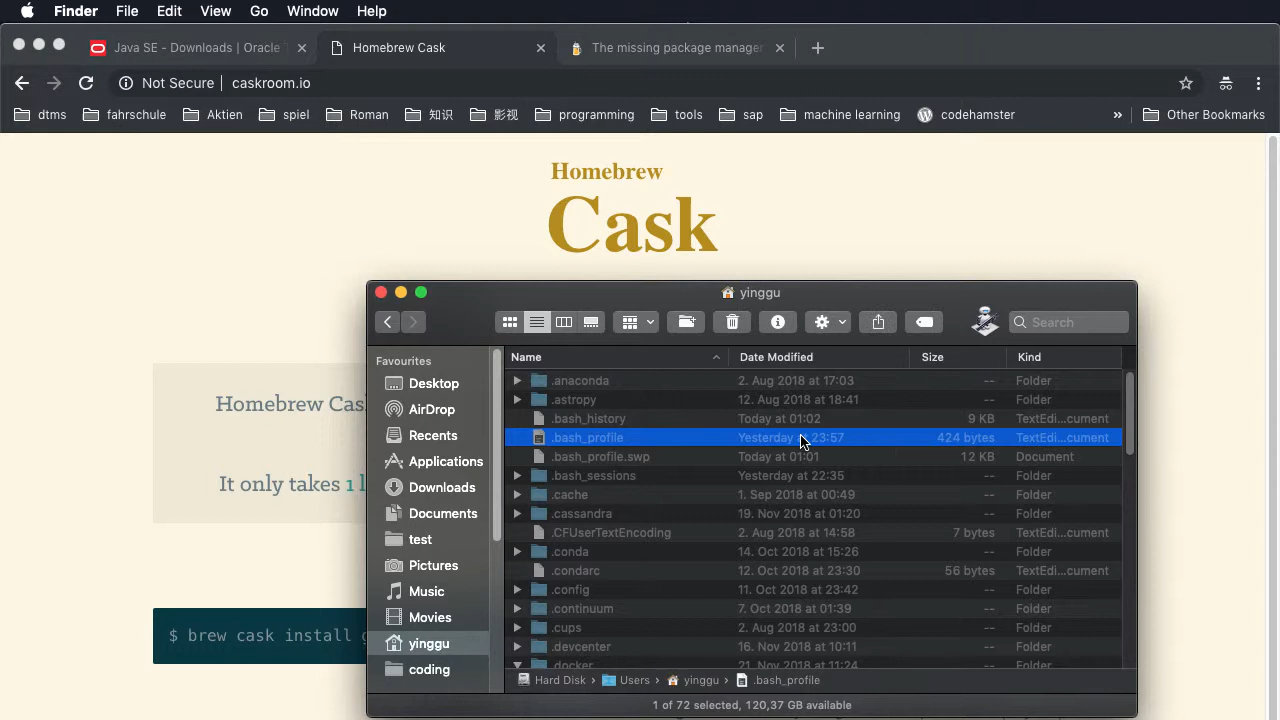 Finder File Edit View Go Window Help
Java SE - Downloads | Oracle
Homebrew Cask
The missing package manager
Not Secure caskroom.io
dtms fahrschule Aktien spiel Roman 知识 影视 programming tools sap machine learning codehamster » Other Bookmarks
Homebrew
Cask
Homebrew Cas
It only takes 1 l
$ brew cask install g
yinggu
Search
Favourites
Desktop
AirDrop
Recents
Applications
Downloads
Documents
test
Pictures
Music
Movies
yinggu
coding
Name Date Modified Size Kind
.anaconda 2. Aug 2018 at 17:03 -- Folder
.astropy 12. Aug 2018 at 18:41 -- Folder
.bash_history Today at 01:02 9 KB TextEdi...cument
.bash_profile Yesterday at 23:57 424 bytes TextEdi...cument
.bash_profile.swp Today at 01:01 12 KB Document
.bash_sessions Yesterday at 22:35 -- Folder
.cache 1. Sep 2018 at 00:49 -- Folder
.cassandra 19. Nov 2018 at 01:20 -- Folder
.CFUserTextEncoding 2. Aug 2018 at 14:58 7 bytes TextEdi...cument
.conda 14. Oct 2018 at 15:26 -- Folder
.condarc 12. Oct 2018 at 23:30 56 bytes TextEdi...cument
.config 11. Oct 2018 at 23:42 -- Folder
.continuum 7. Oct 2018 at 01:39 -- Folder
.cups 2. Aug 2018 at 23:00 -- Folder
.devcenter 16. Nov 2018 at 10:11 -- Folder
.docker 21. Nov 2018 at 11:24 -- Folder
Hard Disk Users yinggu .bash_profile
1 of 72 selected, 120,37 GB available